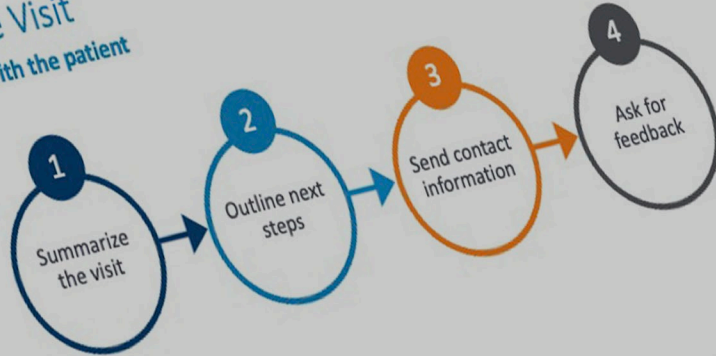 Visit
with the patient
1
Summarize
the visit
2
Outline next
steps
3
Send contact
information
4
Ask for
feedback